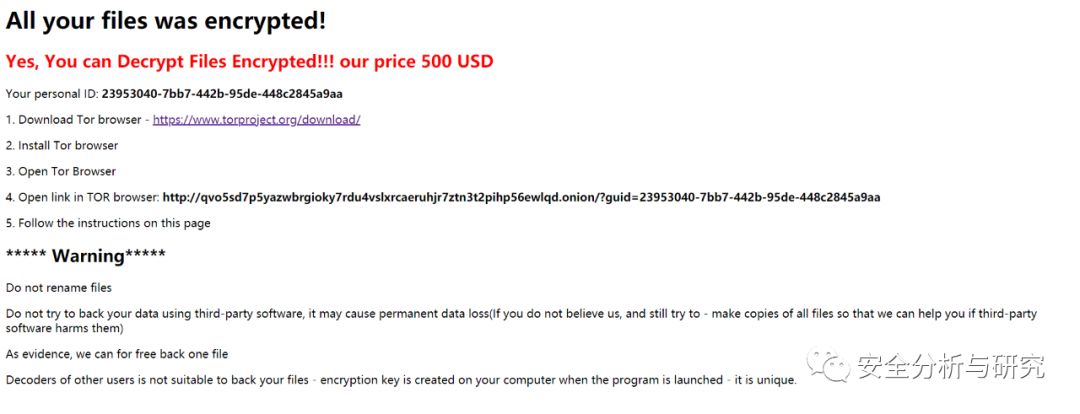 All your files was encrypted!
Yes, You can Decrypt Files Encrypted!!! our price 500 USD
Your personal ID: 23953040-7bb7-442b-95de-448c2845a9aa
1. Download Tor browser - https://www.torproject.org/download/
2. Install Tor browser
3. Open Tor Browser
4. Open link in TOR browser: http://qvo5sd7p5yazwbrgioky7rdu4vslxrcaeruhjr7ztn3t2pihp56ewlqd.onion/?guid=23953040-7bb7-442b-95de-448c2845a9aa
5. Follow the instructions on this page
***** Warning*****
Do not rename files
Do not try to back your data using third-party software, it may cause permanent data loss(If you do not believe us, and still try to - make copies of all files so that we can help you if third-party
software harms them)
As evidence, we can for free back one file
Decoders of other users is not suitable to back your files - encryption key is created on your computer when the program is launched - it is unique.
安全分析与研究